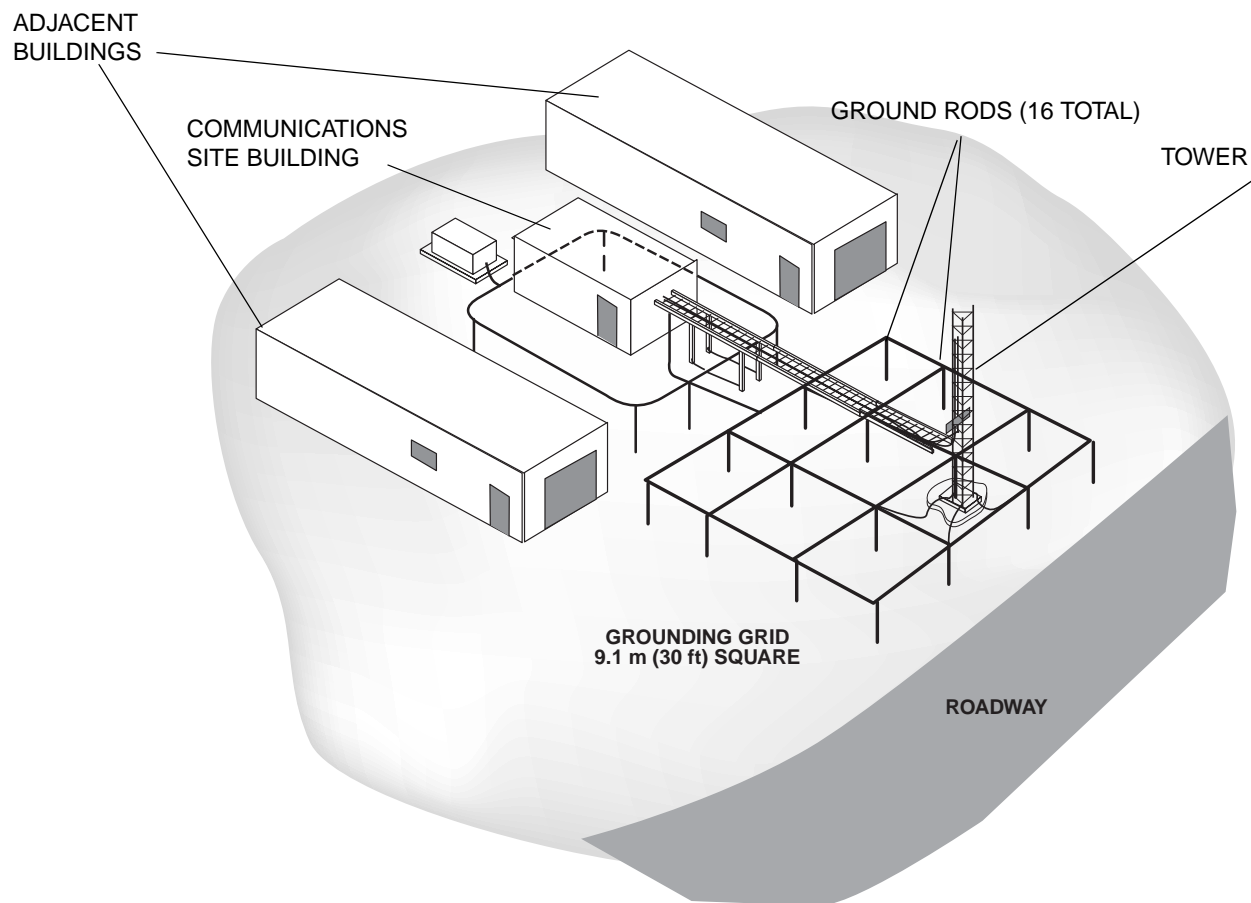 ADJACENT
BUILDINGS
COMMUNICATIONS
SITE BUILDING
GROUND RODS (16 TOTAL)
TOWER
GROUNDING GRID
9.1 m (30 ft) SQUARE
ROADWAY